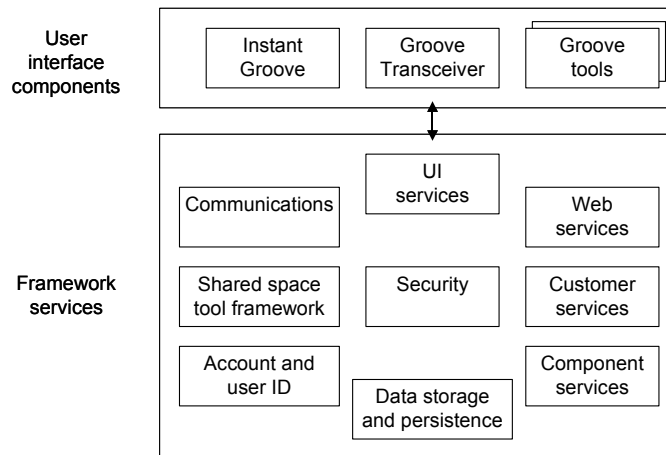 User
interface
components
Instant
Groove
Groove
Transceiver
Groove
tools
Framework
services
UI
services
Communications
Web
services
Shared space
tool framework
Security
Customer
services
Account and
user ID
Data storage
and persistence
Component
services